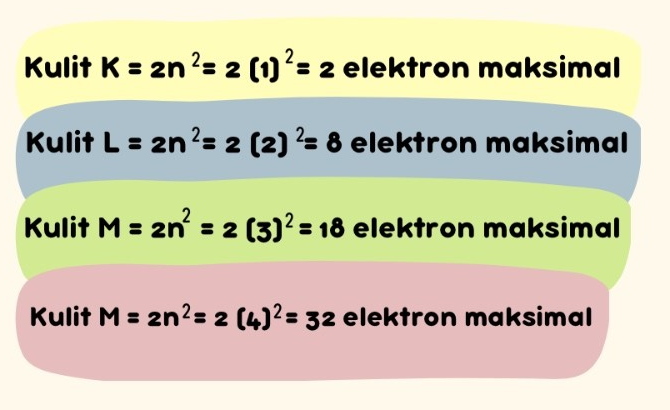 Kulit K = 2n²= 2 (1)²= 2 elektron maksimal
Kulit L = 2n²= 2 (2)²= 8 elektron maksimal
Kulit M = 2n² = 2 (3)²= 18 elektron maksimal
Kulit M = 2n²= 2 (4)²= 32 elektron maksimal